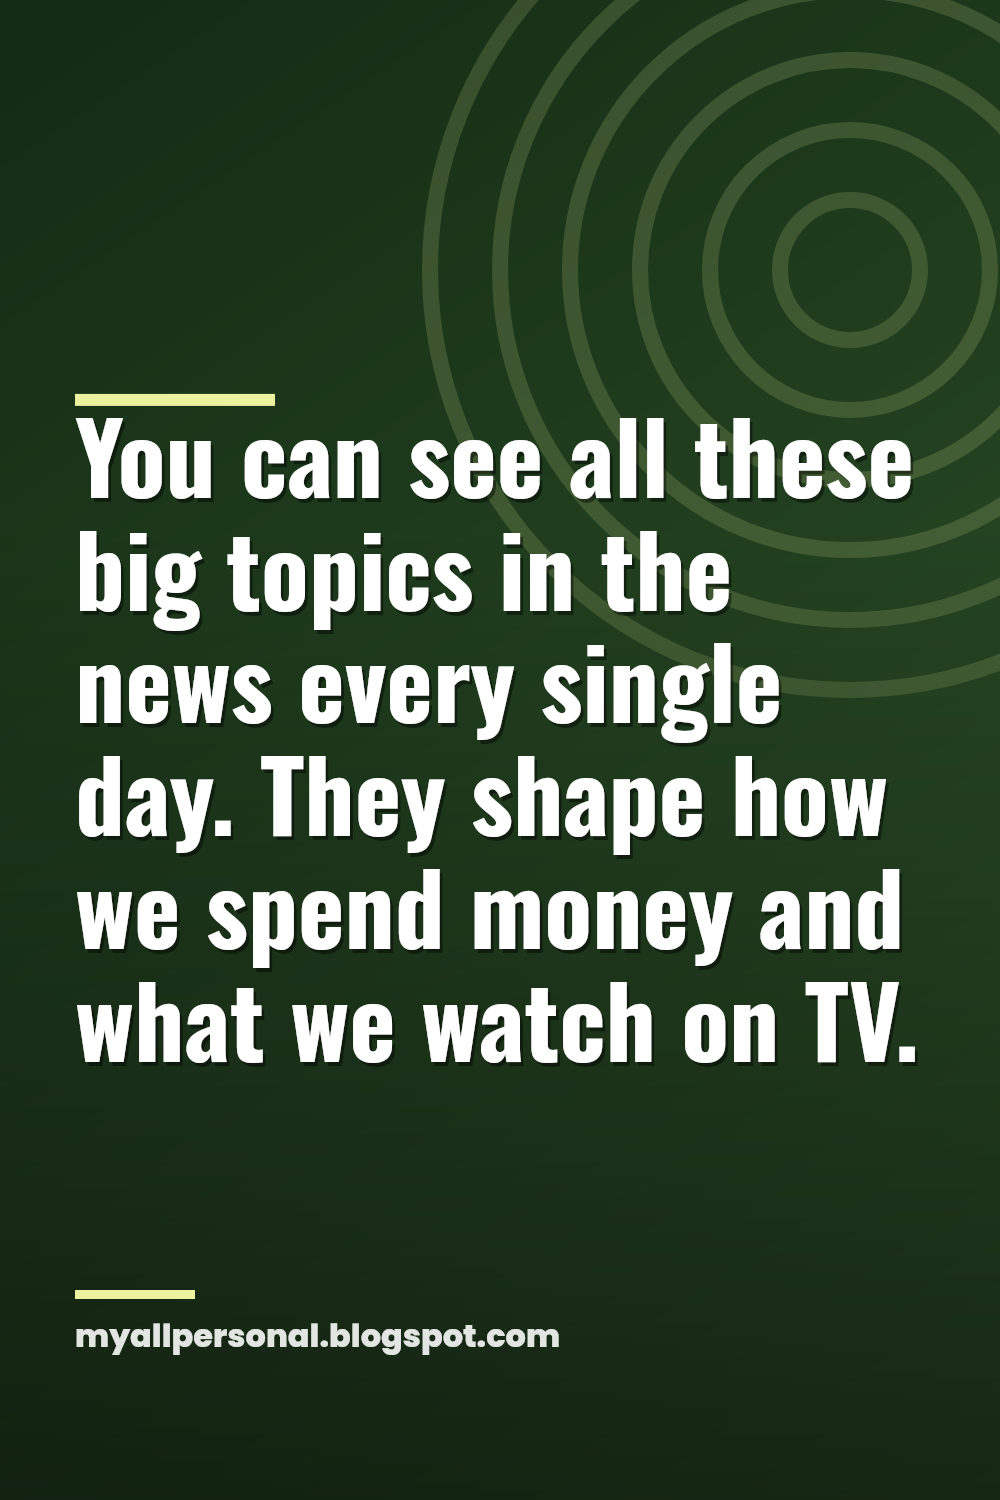 You can see all these
big topics in the
news every single
day. They shape how
we spend money and
what we watch on TV.
myallpersonal.blogspot.com